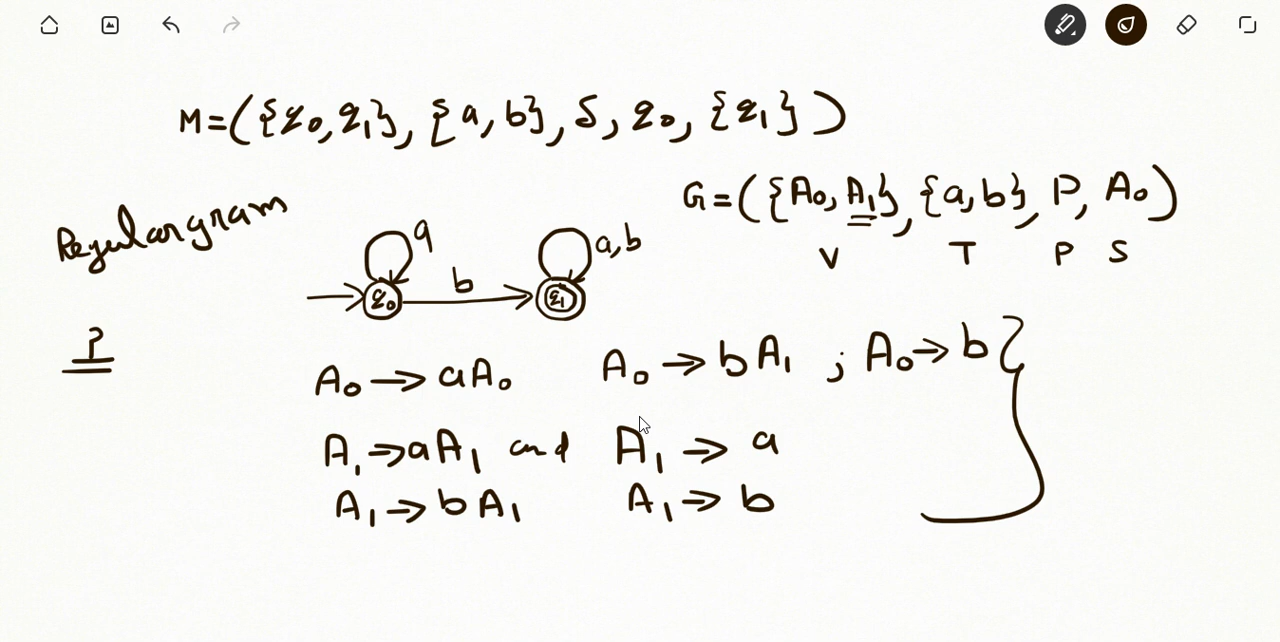 M=({q₀,q₁}, {a,b}, δ, q₀, {q₁})
G=({A₀,A₁}, {a,b}, P, A₀)
V T P S
Regulargram
a
a,b
b
q₀
q₁
P
A₀→aA₀ A₀→bA₁ ; A₀→b
A₁→aA₁ and A₁→a
A₁→bA₁ A₁→b